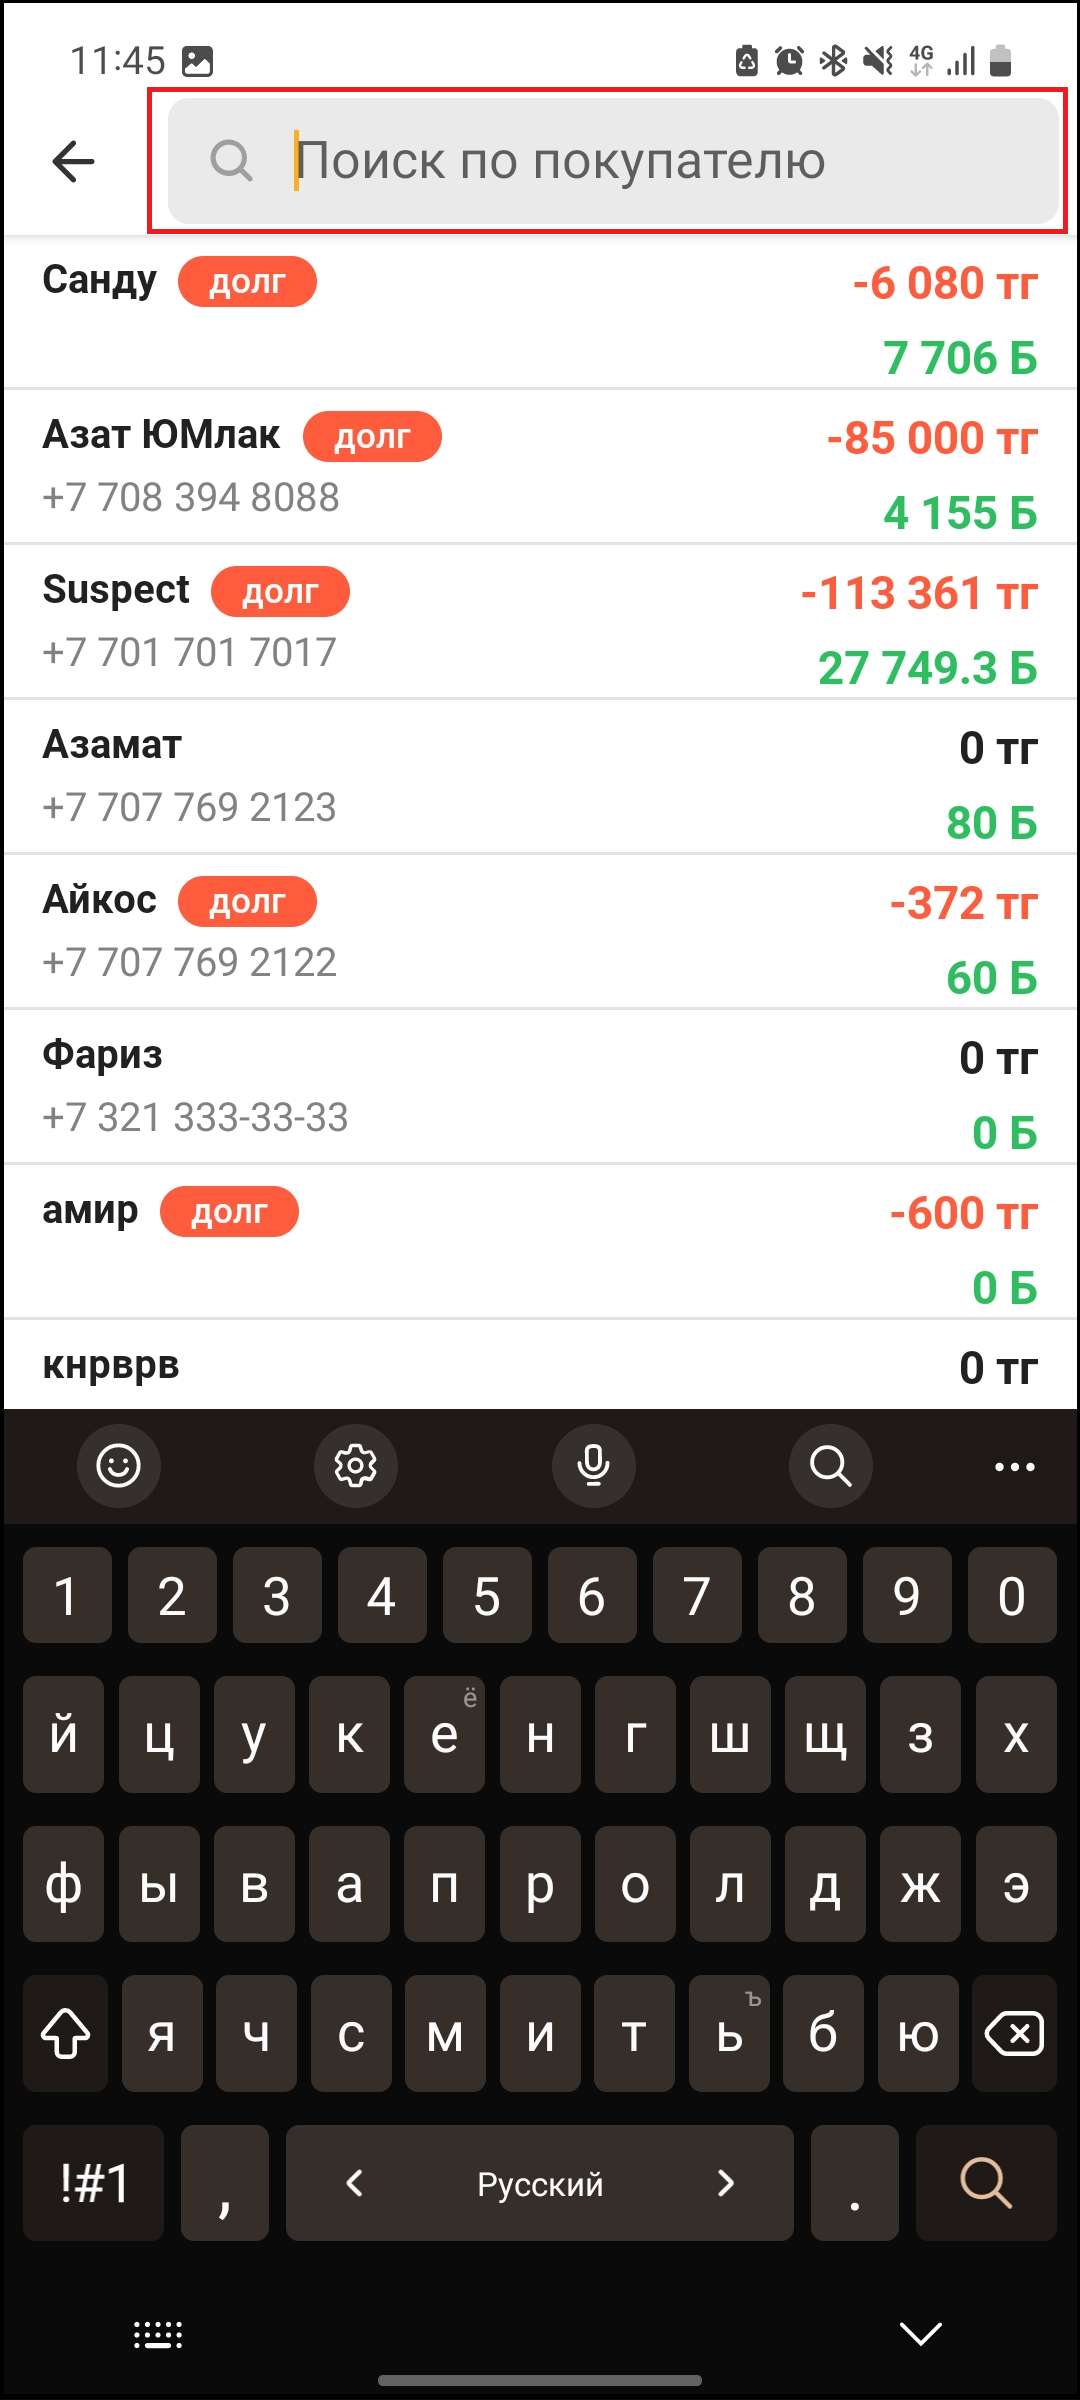 11:45 4G
Поиск по покупателю
Санду долг -6 080 тг
7 706 Б
Азат ЮМлак долг -85 000 тг
+7 708 394 8088 4 155 Б
Suspect долг -113 361 тг
+7 701 701 7017 27 749.3 Б
Азамат 0 тг
+7 707 769 2123 80 Б
Айкос долг -372 тг
+7 707 769 2122 60 Б
Фариз 0 тг
+7 321 333-33-33 0 Б
амир долг -600 тг
0 Б
кнрврв 0 тг
1 2 3 4 5 6 7 8 9 0
й ц у к е ё н г ш щ з х
ф ы в а п р о л д ж э
я ч с м и т ь ъ б ю
!#1 , Русский .